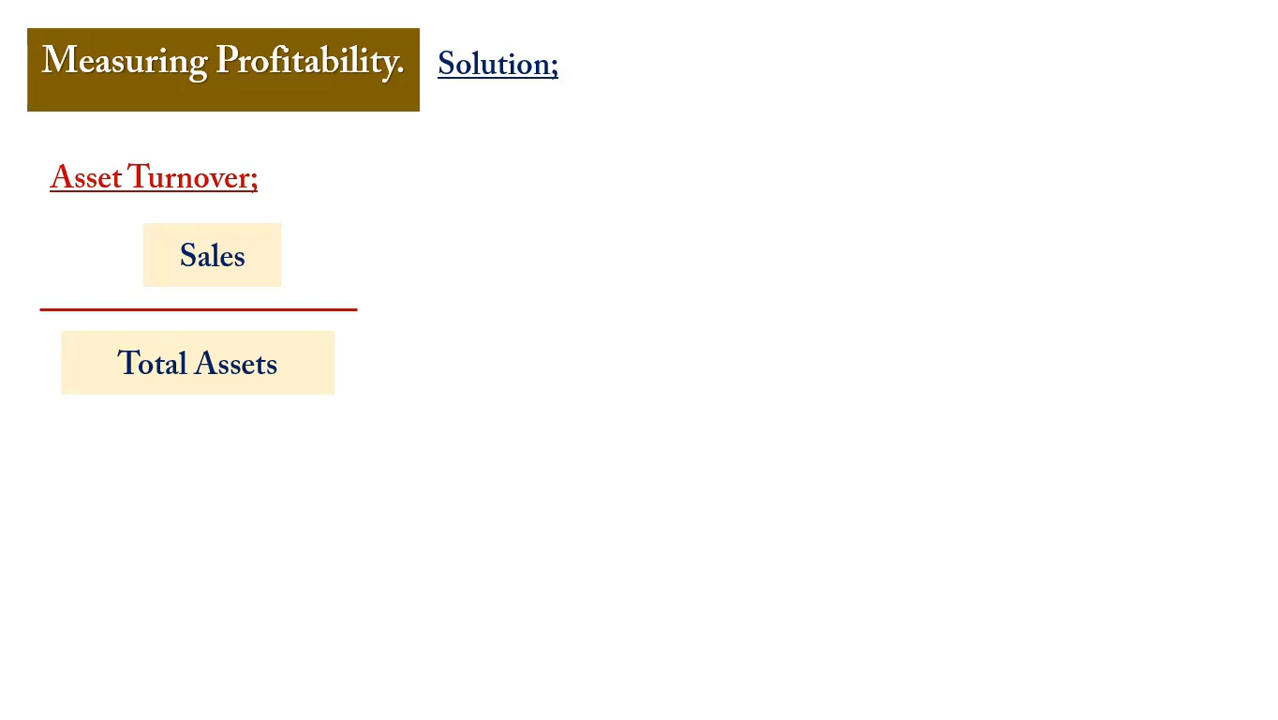 Measuring Profitability.
Solution;
Asset Turnover;
Sales
Total Assets